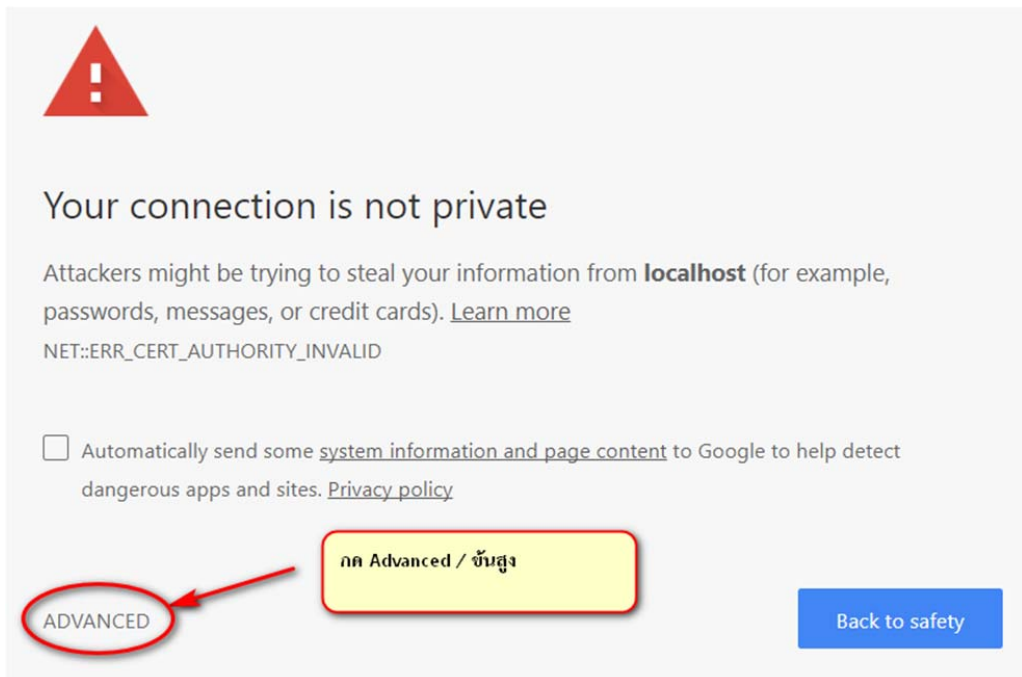 Your connection is not private
Attackers might be trying to steal your information from localhost (for example,
passwords, messages, or credit cards). Learn more
NET::ERR_CERT_AUTHORITY_INVALID
Automatically send some system information and page content to Google to help detect
dangerous apps and sites. Privacy policy
กด Advanced / ขั้นสูง
ADVANCED
Back to safety